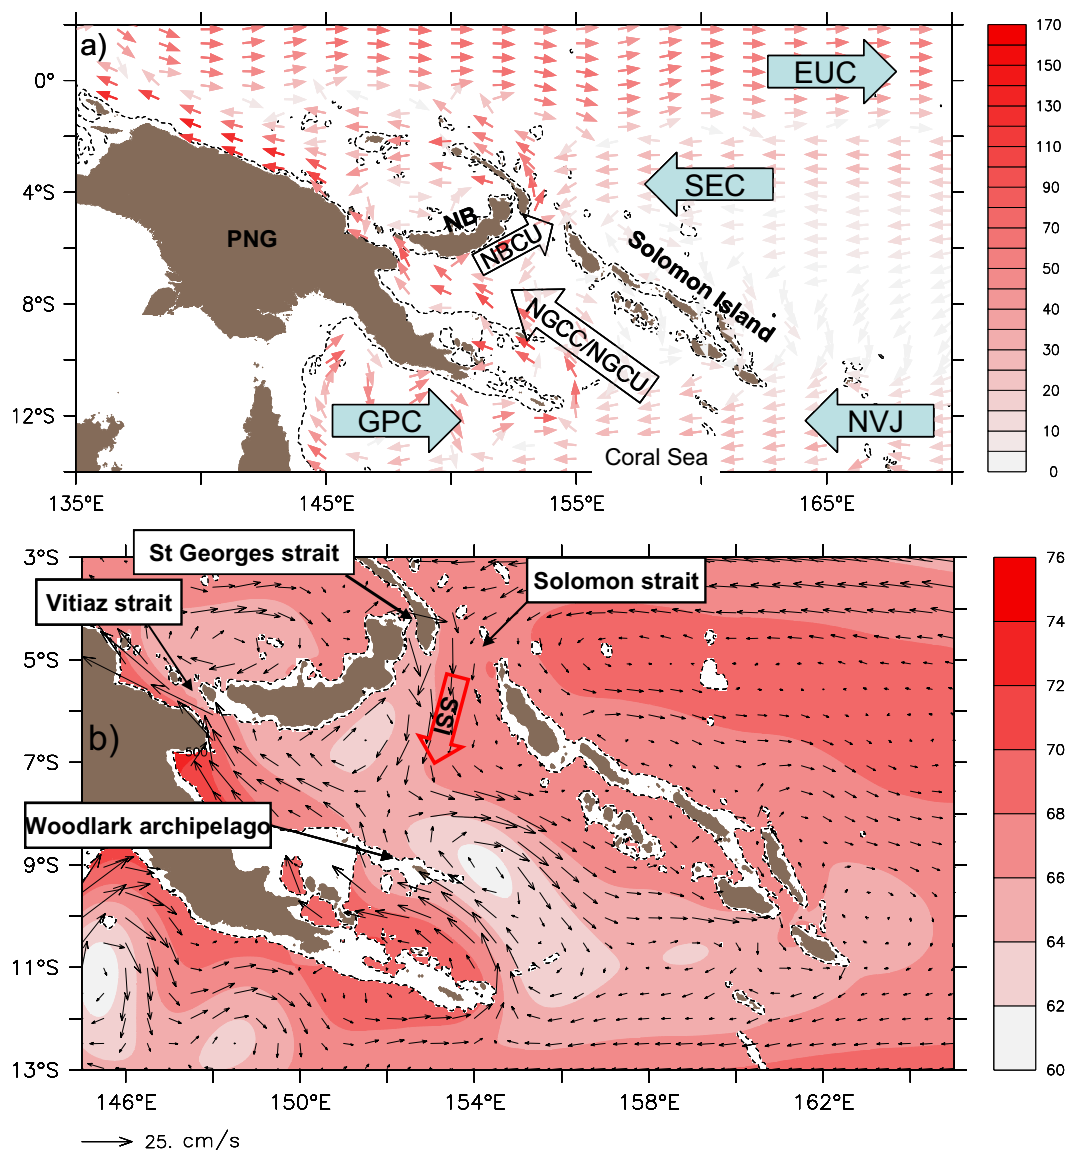 a)
170
150
130
110
90
70
50
30
20
10
0
0°
4°S
8°S
12°S
EUC
SEC
NB
NBCU
PNG
Solomon Island
NGCC/NGCU
GPC
NVJ
Coral Sea
135°E
145°E
155°E
165°E
St Georges strait
Solomon strait
Vitiaz strait
Woodlark archipelago
b)
SSI
500
3°S
5°S
7°S
9°S
11°S
13°S
146°E
150°E
154°E
158°E
162°E
76
74
72
70
68
66
64
62
60
25. cm/s